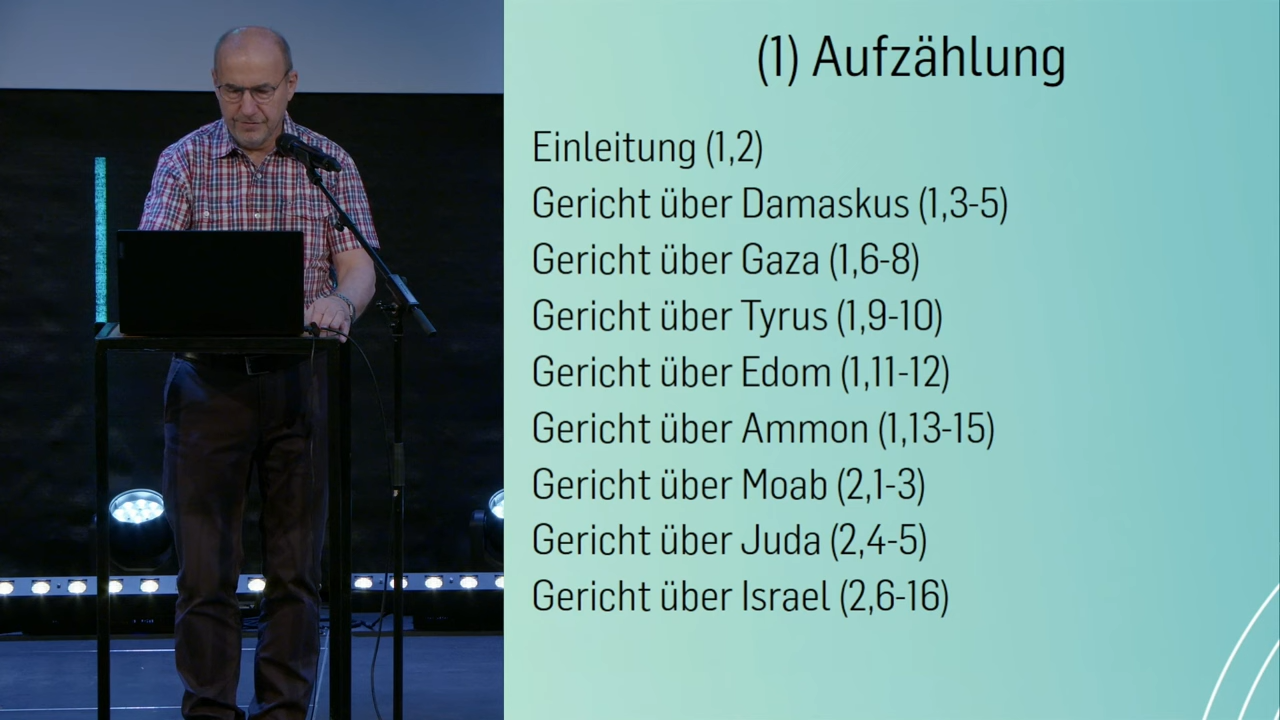 (1) Aufzählung
Einleitung (1,2)
Gericht über Damaskus (1,3-5)
Gericht über Gaza (1,6-8)
Gericht über Tyrus (1,9-10)
Gericht über Edom (1,11-12)
Gericht über Ammon (1,13-15)
Gericht über Moab (2,1-3)
Gericht über Juda (2,4-5)
Gericht über Israel (2,6-16)